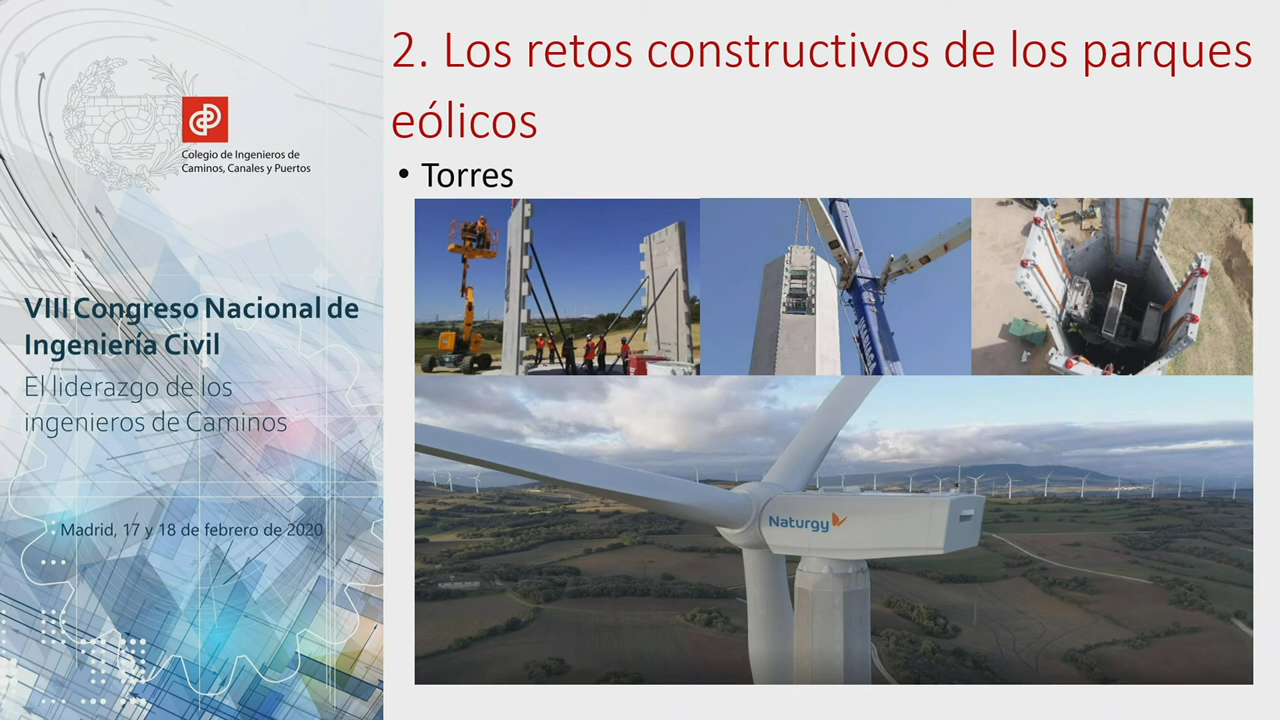 Colegio de Ingenieros de
Caminos, Canales y Puertos
VIII Congreso Nacional de
Ingeniería Civil
El liderazgo de los
ingenieros de Caminos
Madrid, 17 y 18 de febrero de 2020
2. Los retos constructivos de los parques
eólicos
• Torres
Naturgy